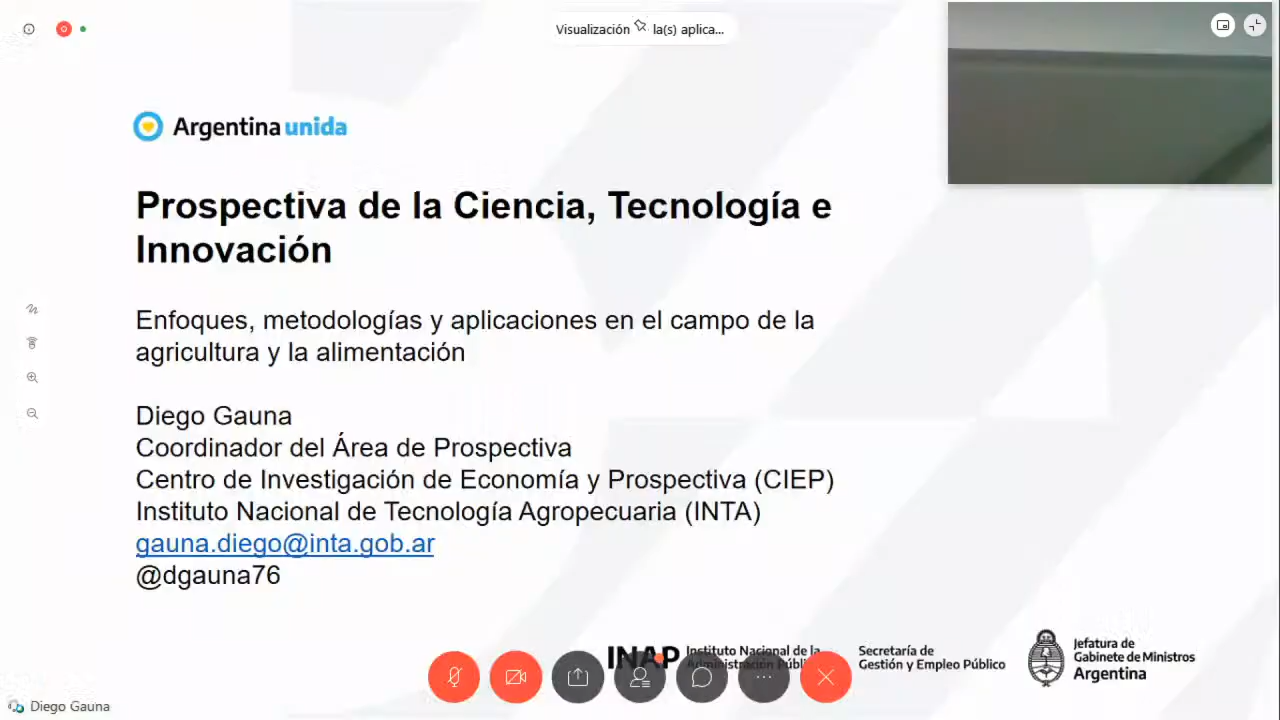 Visualización la(s) aplica...
Argentina unida
Prospectiva de la Ciencia, Tecnología e
Innovación
Enfoques, metodologías y aplicaciones en el campo de la
agricultura y la alimentación
Diego Gauna
Coordinador del Área de Prospectiva
Centro de Investigación de Economía y Prospectiva (CIEP)
Instituto Nacional de Tecnología Agropecuaria (INTA)
gauna.diego@inta.gob.ar
@dgauna76
INAP
Instituto Nacional de la
Administración Pública
Secretaría de
Gestión y Empleo Público
Jefatura de
Gabinete de Ministros
Argentina
Diego Gauna